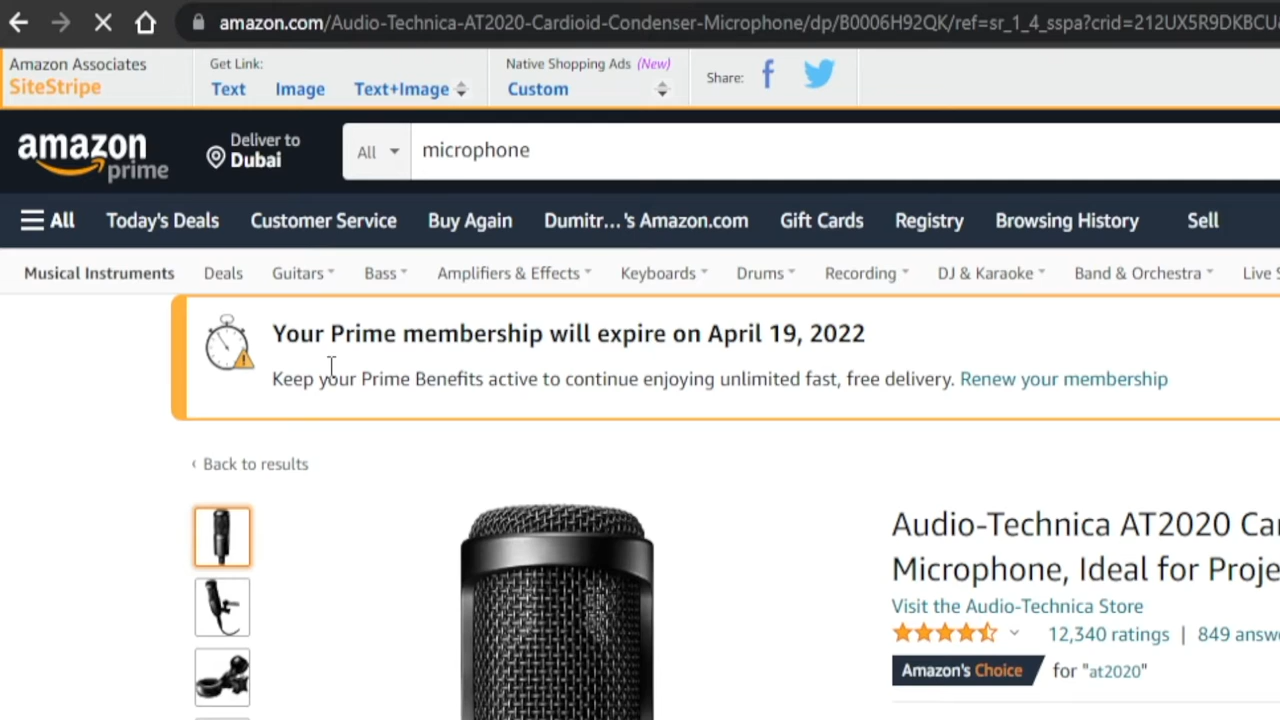 amazon.com/Audio-Technica-AT2020-Cardioid-Condenser-Microphone/dp/B0006H92QK/ref=sr_1_4_sspa?crid=212UX5R9DKBCU
Amazon Associates
SiteStripe
Get Link:
Text Image Text+Image
Native Shopping Ads (New)
Custom
Share:
amazon prime
Deliver to
Dubai
All
microphone
All Today's Deals Customer Service Buy Again Dumitr...'s Amazon.com Gift Cards Registry Browsing History Sell
Musical Instruments Deals Guitars Bass Amplifiers & Effects Keyboards Drums Recording DJ & Karaoke Band & Orchestra Live
Your Prime membership will expire on April 19, 2022
Keep your Prime Benefits active to continue enjoying unlimited fast, free delivery. Renew your membership
‹ Back to results
Audio-Technica AT2020 Ca
Microphone, Ideal for Proje
Visit the Audio-Technica Store
12,340 ratings | 849 answ
Amazon's Choice for "at2020"